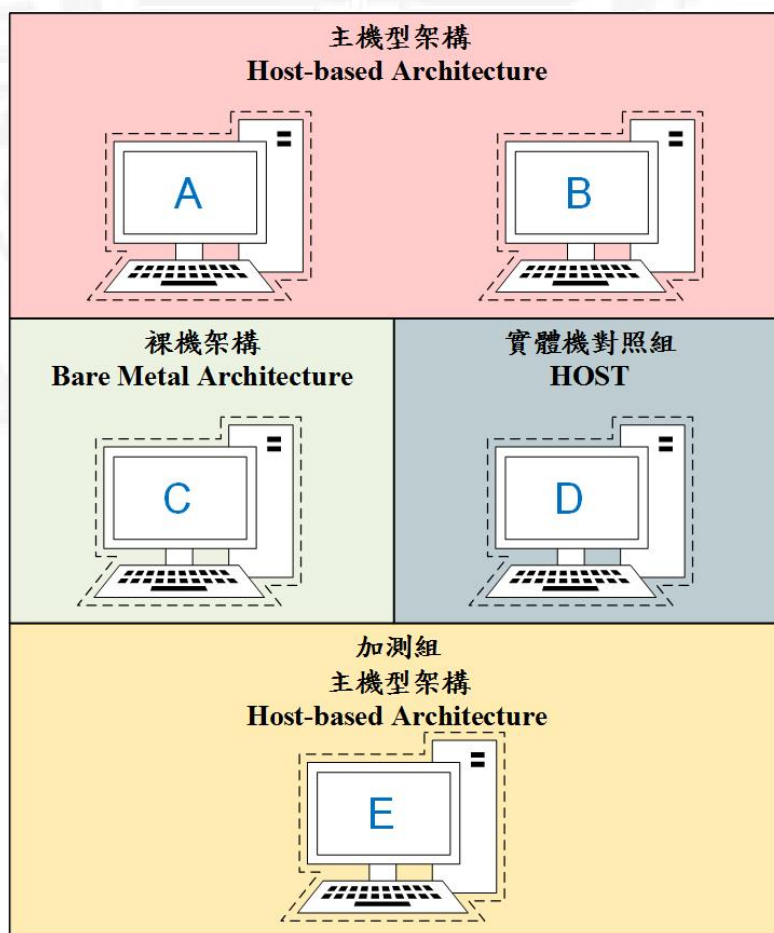 主機型架構
Host-based Architecture
A
B
裸機架構
Bare Metal Architecture
C
實體機對照組
HOST
D
加測組
主機型架構
Host-based Architecture
E